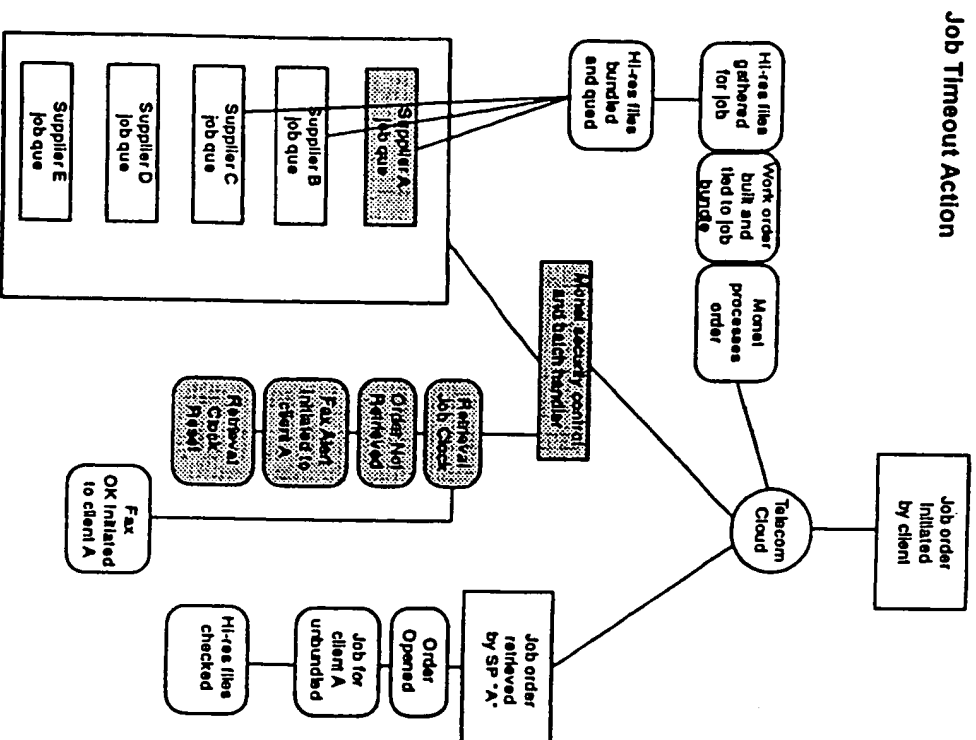 Job Timeout Action
Job order
Initiated
by client
Telecom
Cloud
Hi-res files
gathered
for job
Work order
built and
tied to job
bundle
Monet
processes
order
Hi-res files
bundled
and qued
Monet security control
and batch handler
Job order
retrieved
by SP "A"
Supplier A
job que
Supplier B
job que
Supplier C
job que
Supplier D
job que
Supplier E
job que
Retrieval
Job Clock
Order Not
Retrieved
Fax Alert
Initiated to
client A
Retrieval
Clock
Reset
Fax
OK Initiated
to client A
Order
Opened
Job for
client A
unbundled
Hi-res files
checked